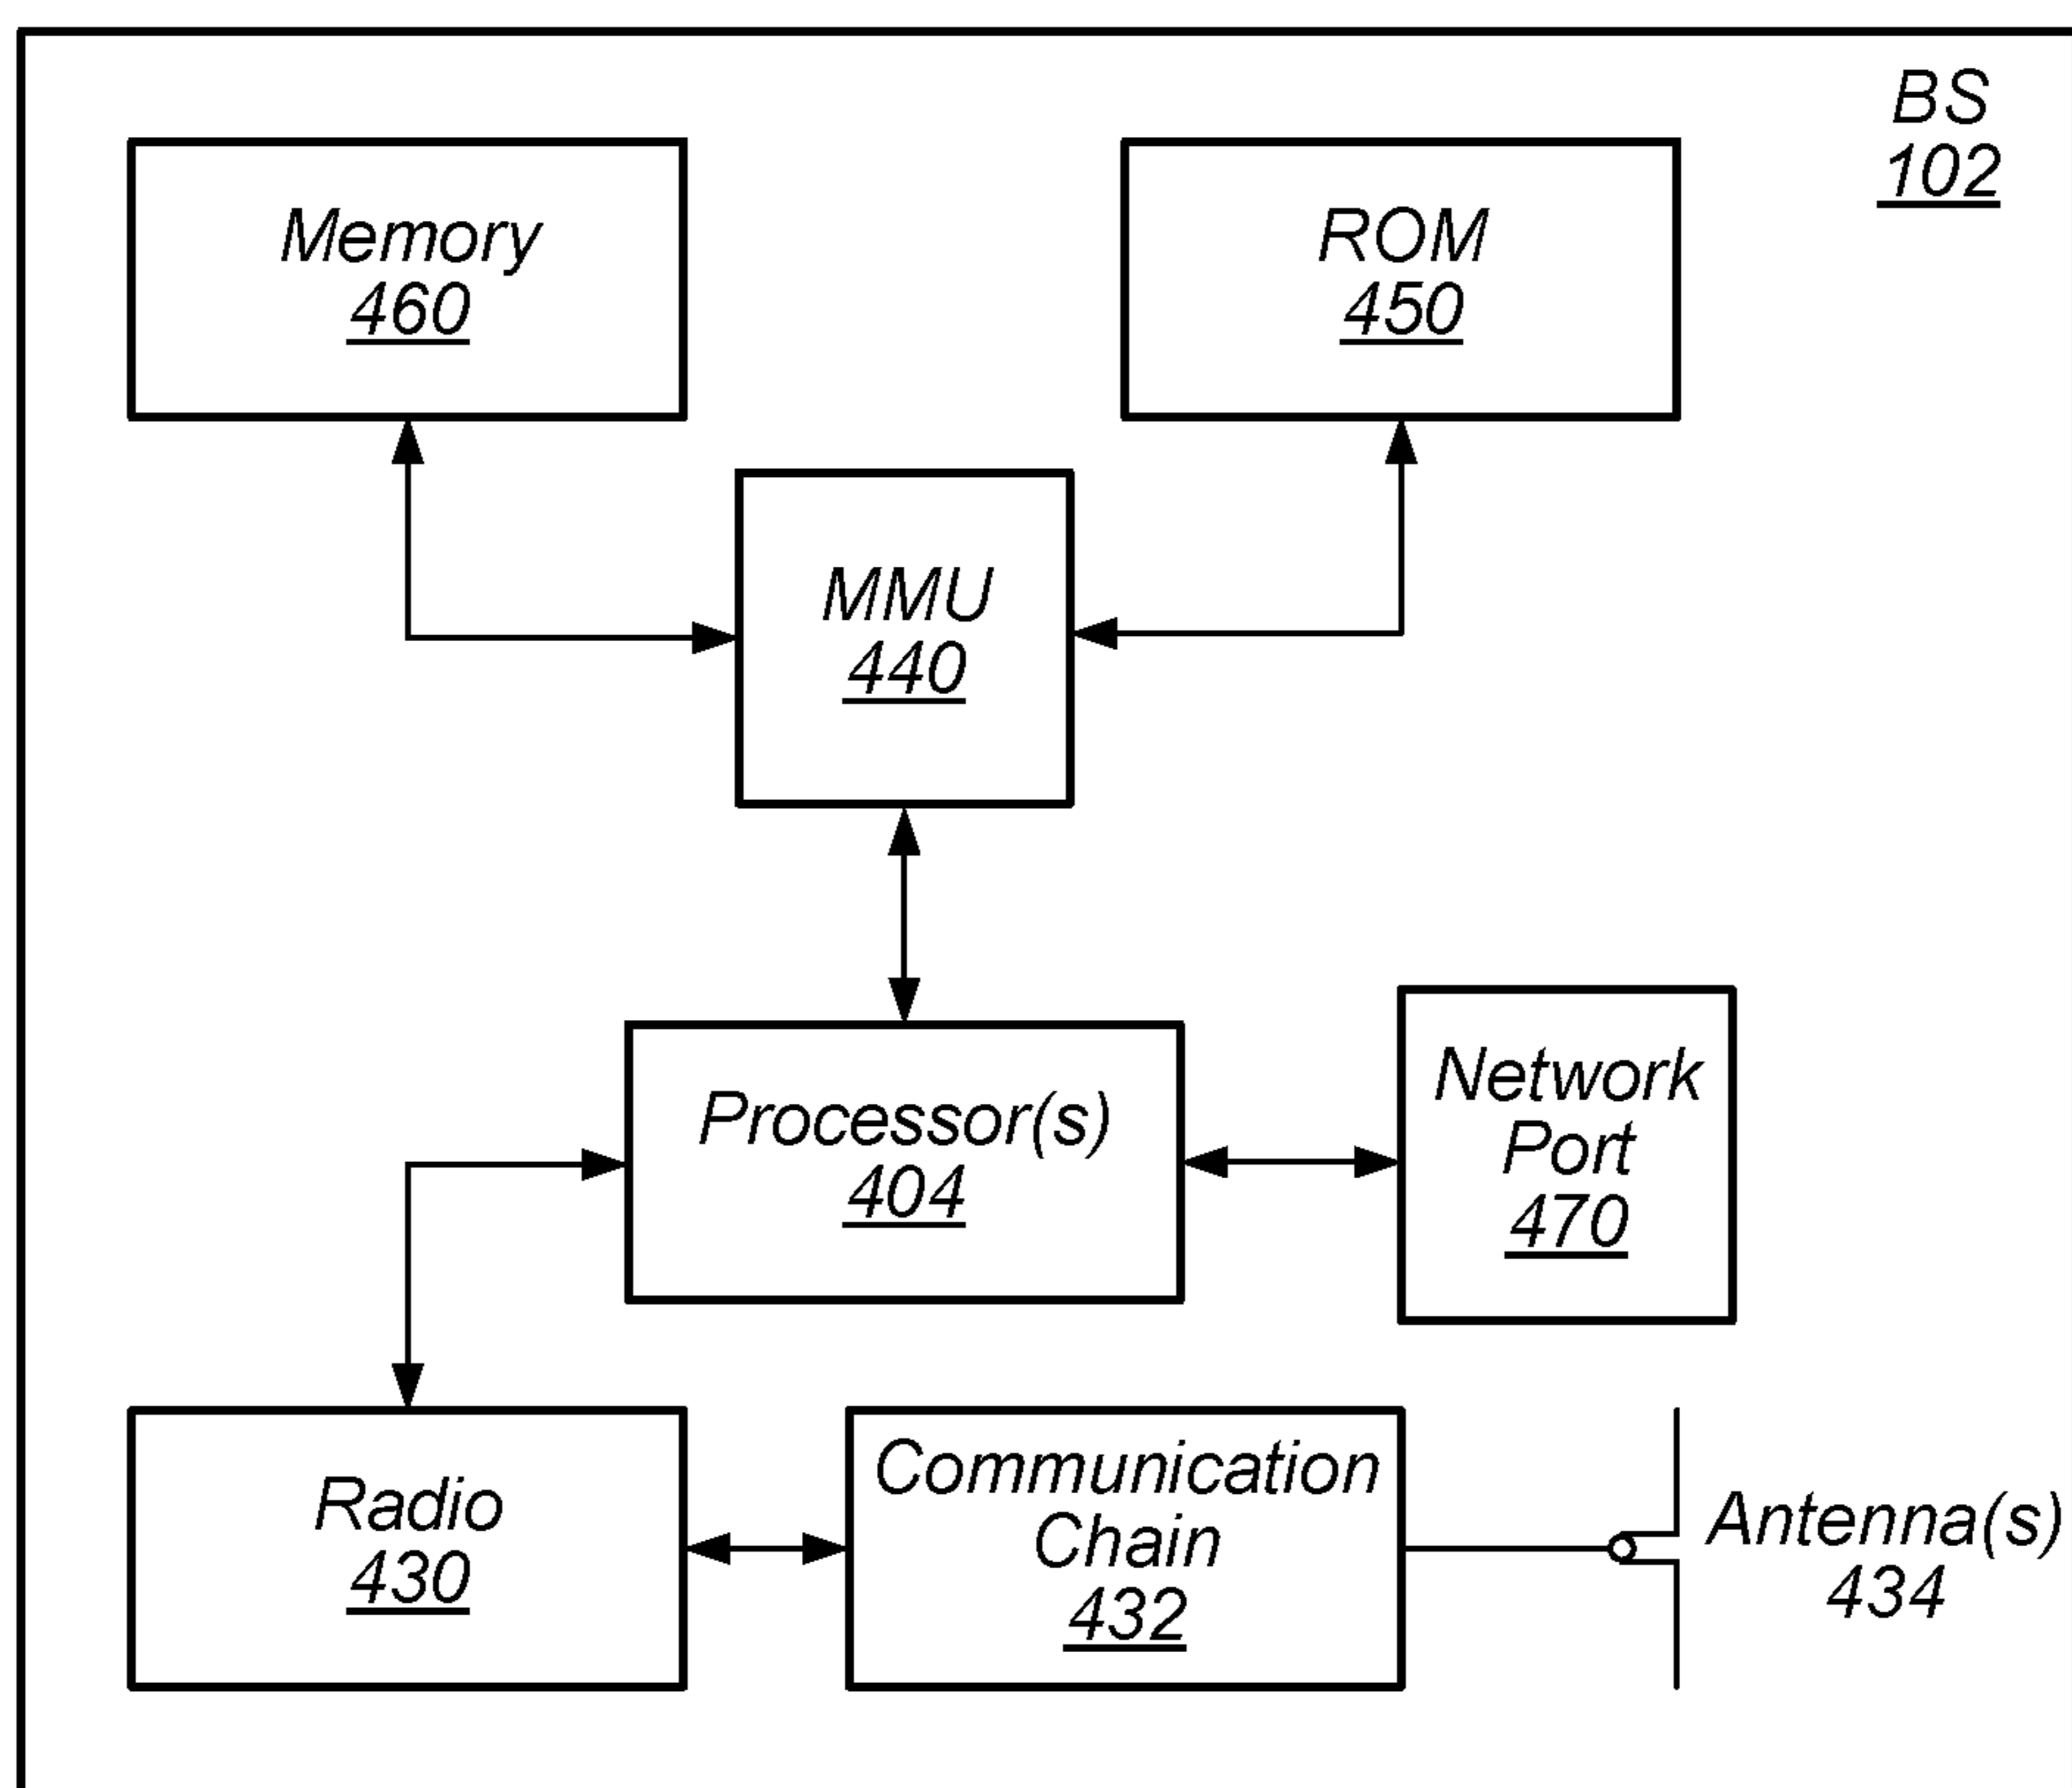 BS
102
Memory
460
ROM
450
MMU
440
Processor(s)
404
Network
Port
470
Radio
430
Communication
Chain
432
Antenna(s)
434